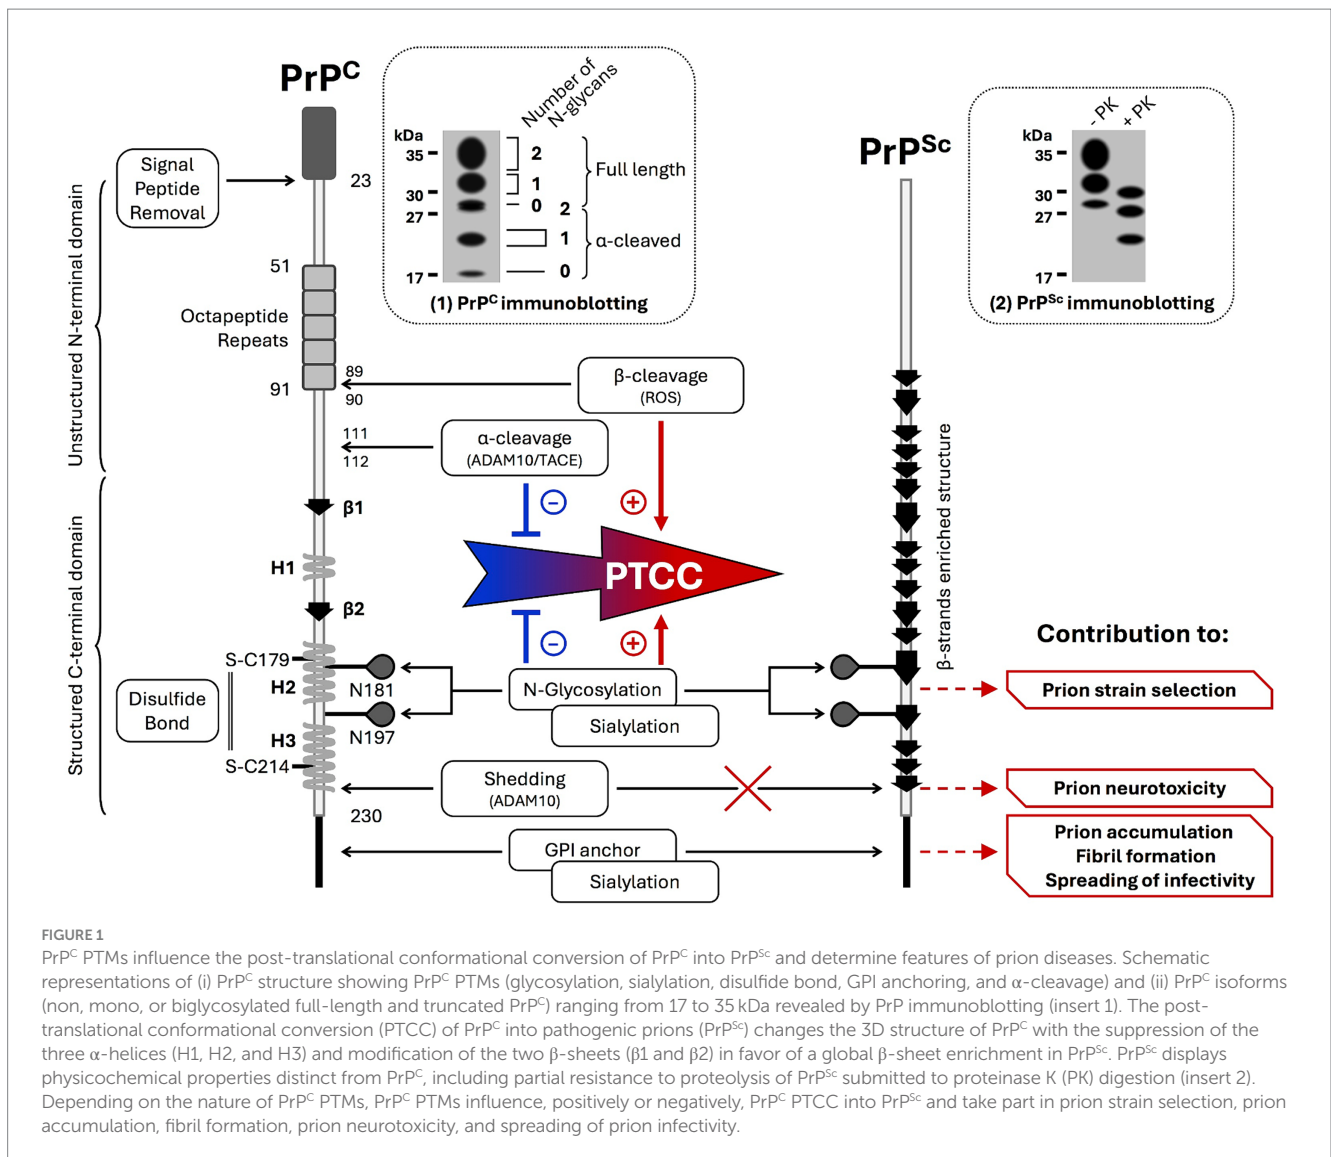 PrPC
Signal
Peptide
Removal
23
Unstructured N-terminal domain
51
Octapeptide
Repeats
91
89
90
111
112
β1
H1
β2
Structured C-terminal domain
S-C179
H2
N181
Disulfide
Bond
H3
N197
S-C214
230
Number of
N-glycans
kDa
35
30
27
17
2
1
0
2
1
0
Full length
α-cleaved
(1) PrPC immunoblotting
β-cleavage
(ROS)
α-cleavage
(ADAM10/TACE)
−
+
PTCC
−
+
N-Glycosylation
Sialylation
Shedding
(ADAM10)
GPI anchor
Sialylation
PrPSc
- PK
+ PK
kDa
35
30
27
17
(2) PrPSc immunoblotting
β-strands enriched structure
Contribution to:
Prion strain selection
Prion neurotoxicity
Prion accumulation
Fibril formation
Spreading of infectivity
FIGURE 1
PrPC PTMs influence the post-translational conformational conversion of PrPC into PrPSc and determine features of prion diseases. Schematic
representations of (i) PrPC structure showing PrPC PTMs (glycosylation, sialylation, disulfide bond, GPI anchoring, and α-cleavage) and (ii) PrPC isoforms
(non, mono, or biglycosylated full-length and truncated PrPC) ranging from 17 to 35 kDa revealed by PrP immunoblotting (insert 1). The post-
translational conformational conversion (PTCC) of PrPC into pathogenic prions (PrPSc) changes the 3D structure of PrPC with the suppression of the
three α-helices (H1, H2, and H3) and modification of the two β-sheets (β1 and β2) in favor of a global β-sheet enrichment in PrPSc. PrPSc displays
physicochemical properties distinct from PrPC, including partial resistance to proteolysis of PrPSc submitted to proteinase K (PK) digestion (insert 2).
Depending on the nature of PrPC PTMs, PrPC PTMs influence, positively or negatively, PrPC PTCC into PrPSc and take part in prion strain selection, prion
accumulation, fibril formation, prion neurotoxicity, and spreading of prion infectivity.